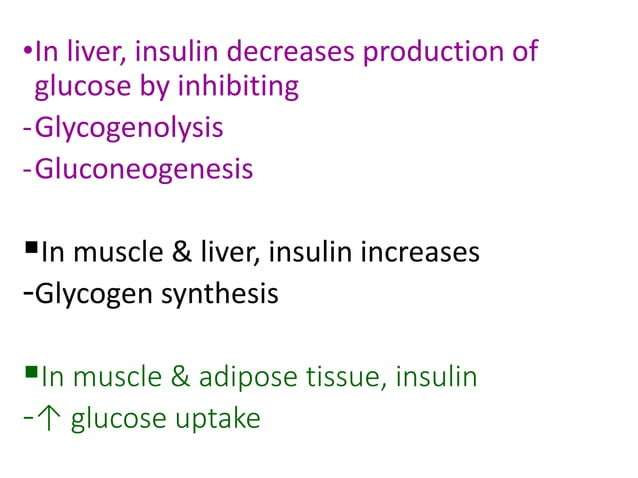 •In liver, insulin decreases production of
glucose by inhibiting
-Glycogenolysis
-Gluconeogenesis
▪In muscle & liver, insulin increases
-Glycogen synthesis
▪In muscle & adipose tissue, insulin
-↑ glucose uptake